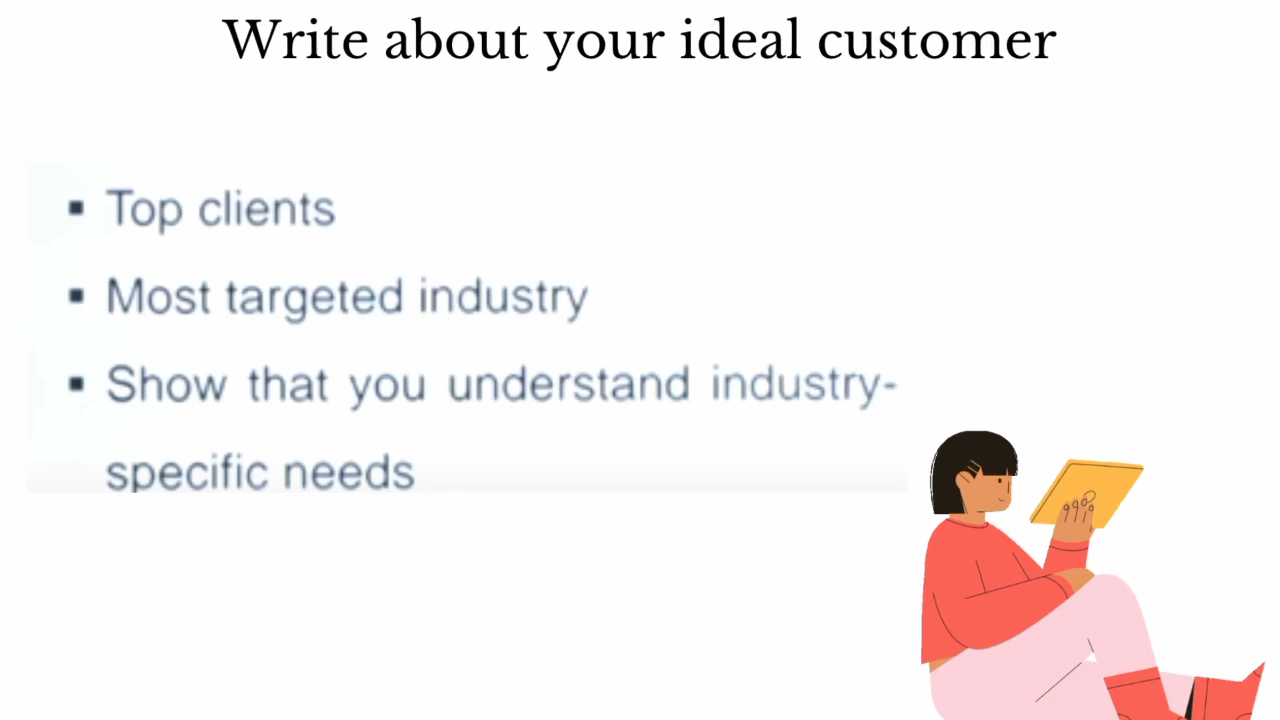 Write about your ideal customer
▪ Top clients
▪ Most targeted industry
▪ Show that you understand industry-
specific needs